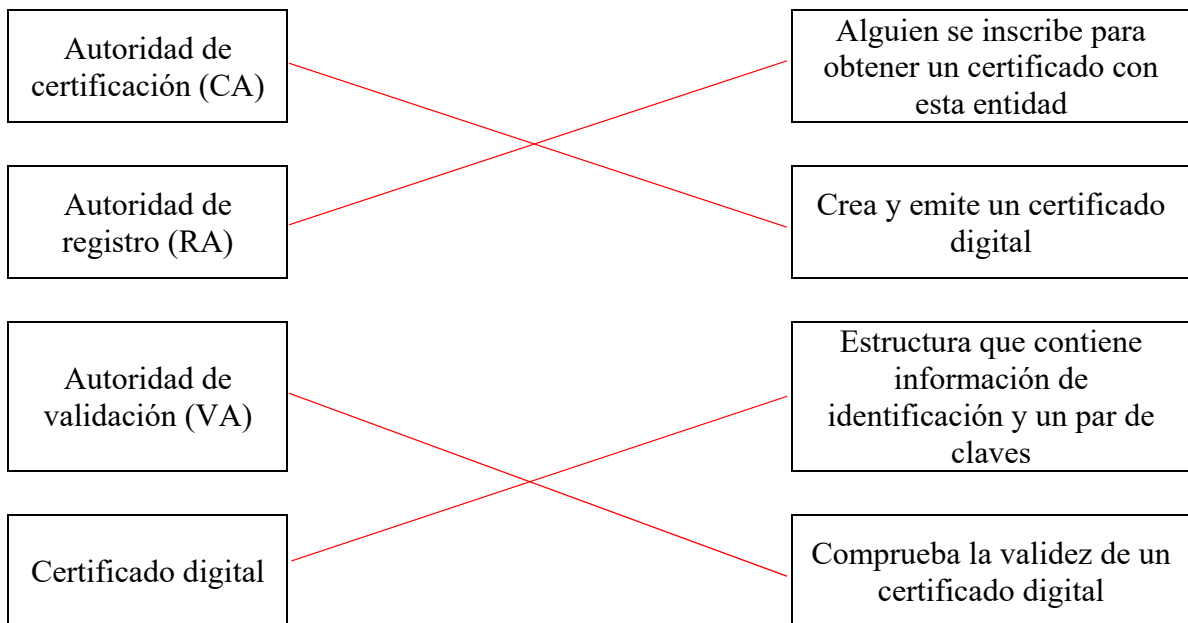 Autoridad de
certificación (CA)
Alguien se inscribe para
obtener un certificado con
esta entidad
Autoridad de
registro (RA)
Crea y emite un certificado
digital
Autoridad de
validación (VA)
Estructura que contiene
información de
identificación y un par de
claves
Certificado digital
Comprueba la validez de un
certificado digital